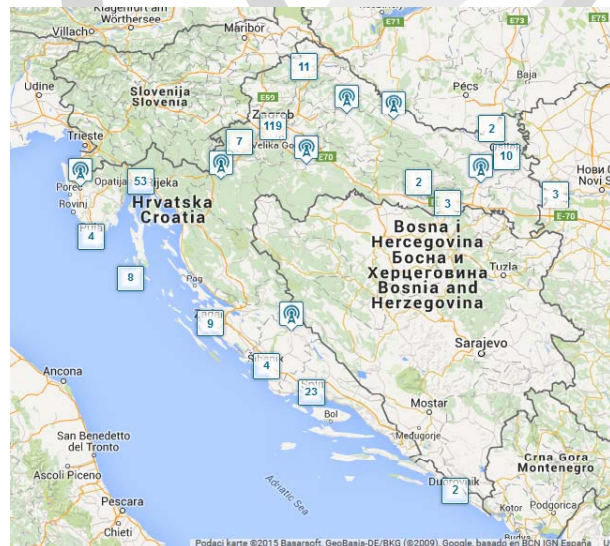 Klagenfurt am
Wörthersee
Villach
Maribor
E71
E73
E75
Udine
11
Slovenija
Slovenia
E59
Pécs
Baja
Zagreb
119
Velika Go
7
2
10
Trieste
E70
Poreč
Opatija
53
Rijeka
Rovinj
Hrvatska
Croatia
2
3
3
Нови С
Novi S
E-70
4
Bosna i
Hercegovina
Босна и
Херцеговина
Bosnia and
Herzegovina
Tuzla
8
Pag
9
Sarajevo
Šibenik
4
Ancona
23
Bol
Mostar
Međugorje
San Benedetto
del Tronto
Ascoli Piceno
Crna Gora
Montenegro
Adriatic Sea
Dubrovnik
2
Pescara
Chieti
Kotor
Podgorica
Budva
Podaci karte ©2015 Basarsoft, GeoBasis-DE/BKG (©2009), Google, basado en BCN IGN España